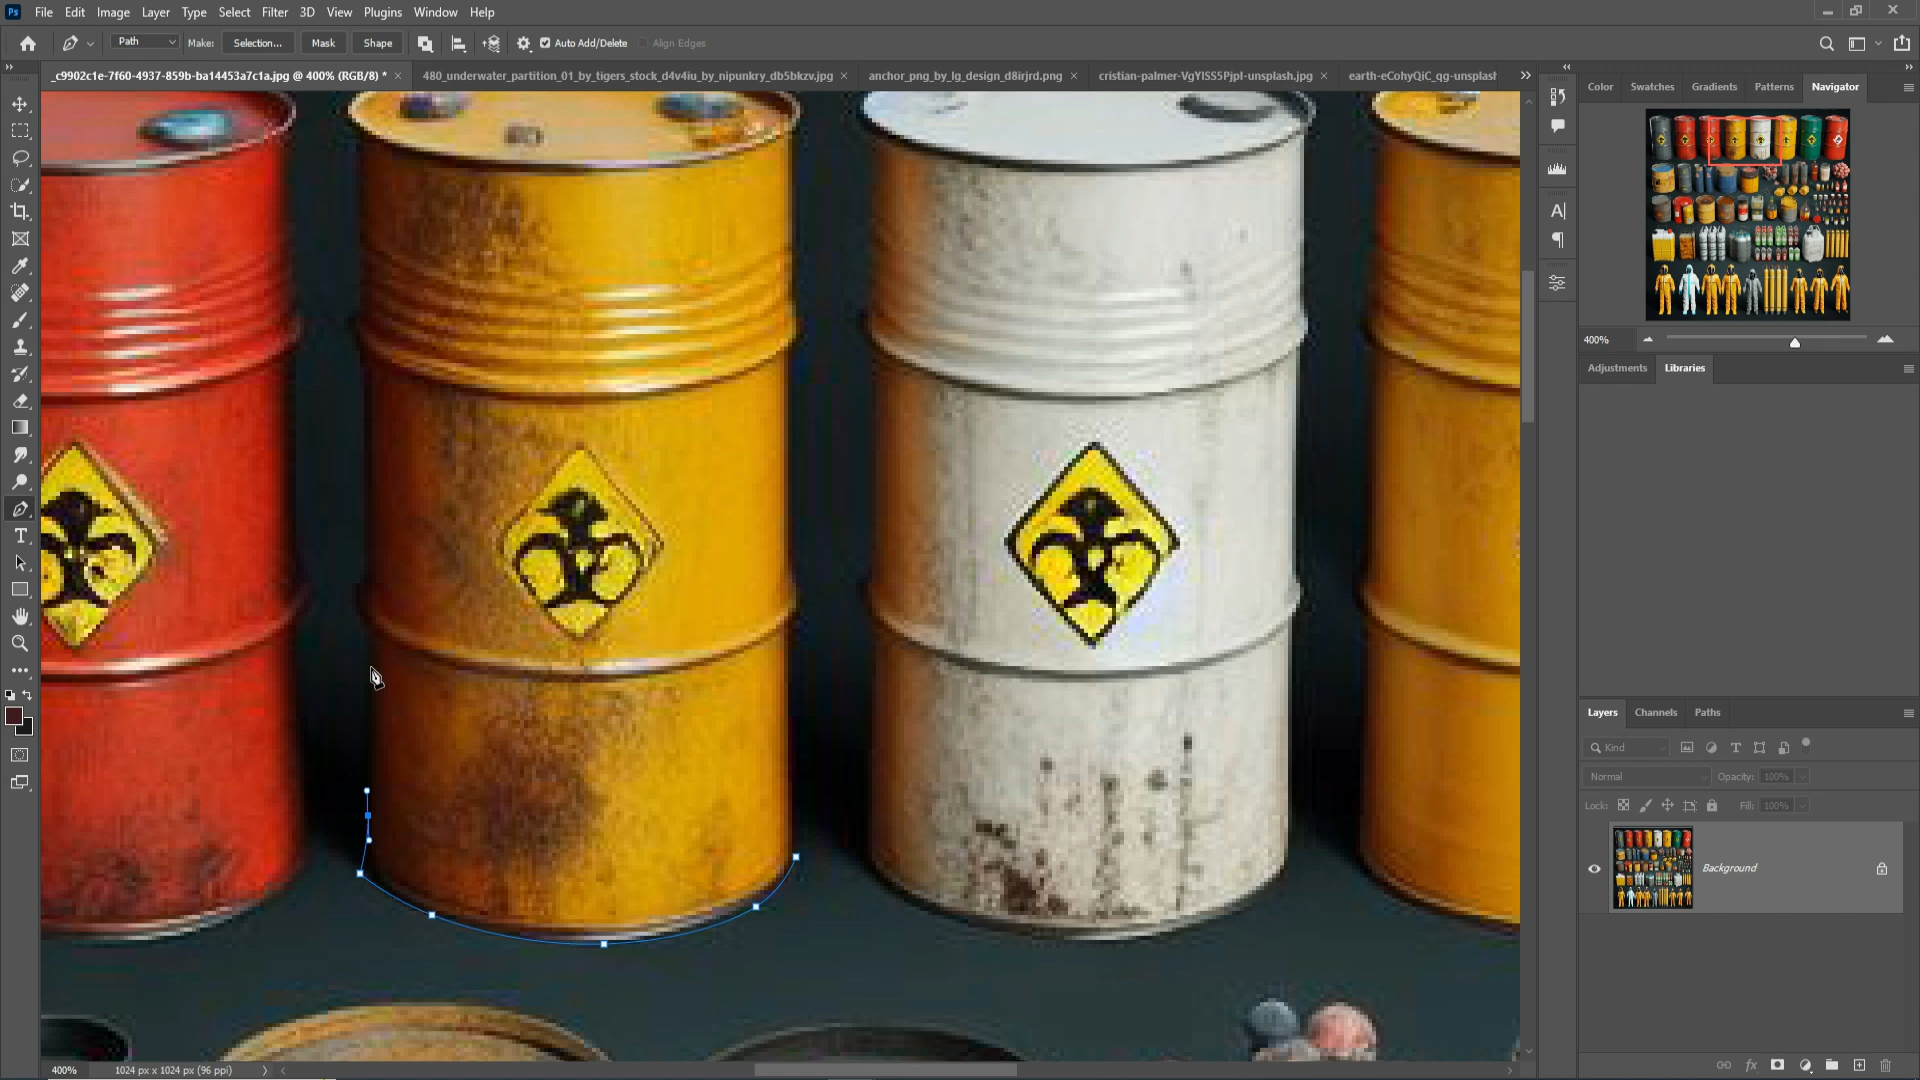 Ps File Edit Image Layer Type Select Filter 3D View Plugins Window Help
Path Make: Selection... Mask Shape Auto Add/Delete Align Edges
_c9902c1e-7f60-4937-859b-ba14453a7c1a.jpg @ 400% (RGB/8) * 480_underwater_partition_01_by_tigers_stock_d4v4iu_by_nipunkry_db5bkzv.jpg anchor_png_by_lg_design_d8irjrd.png cristian-palmer-VgYlSS5PjpI-unsplash.jpg earth-eCohyQiC_qg-unsplash
Color Swatches Gradients Patterns Navigator
400%
Adjustments Libraries
Layers Channels Paths
Kind
Normal Opacity: 100%
Lock: Fill: 100%
Background
400% 1024 px x 1024 px (96 ppi)